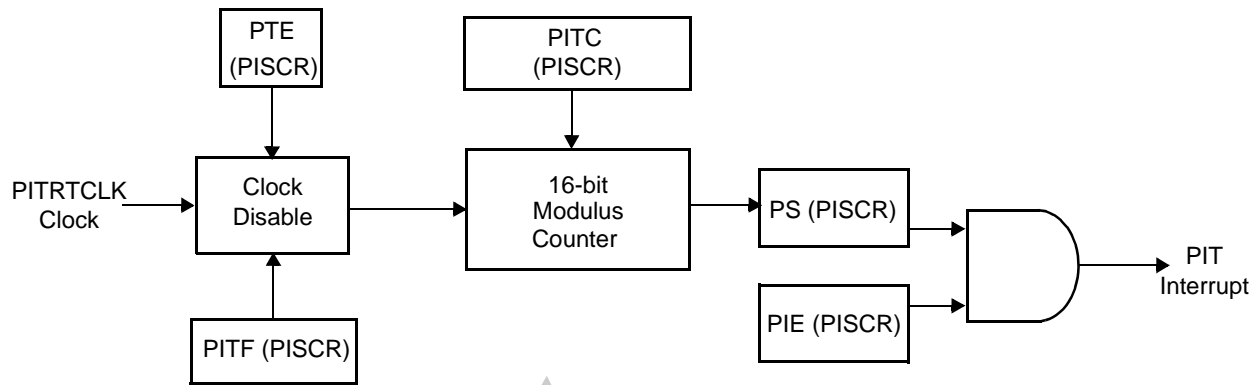 PTE
(PISCR)
PITC
(PISCR)
PITRTCLK
Clock
Clock
Disable
16-bit
Modulus
Counter
PS (PISCR)
PIT
Interrupt
PIE (PISCR)
PITF (PISCR)